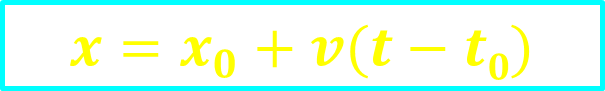 x = x₀ + v(t − t₀)